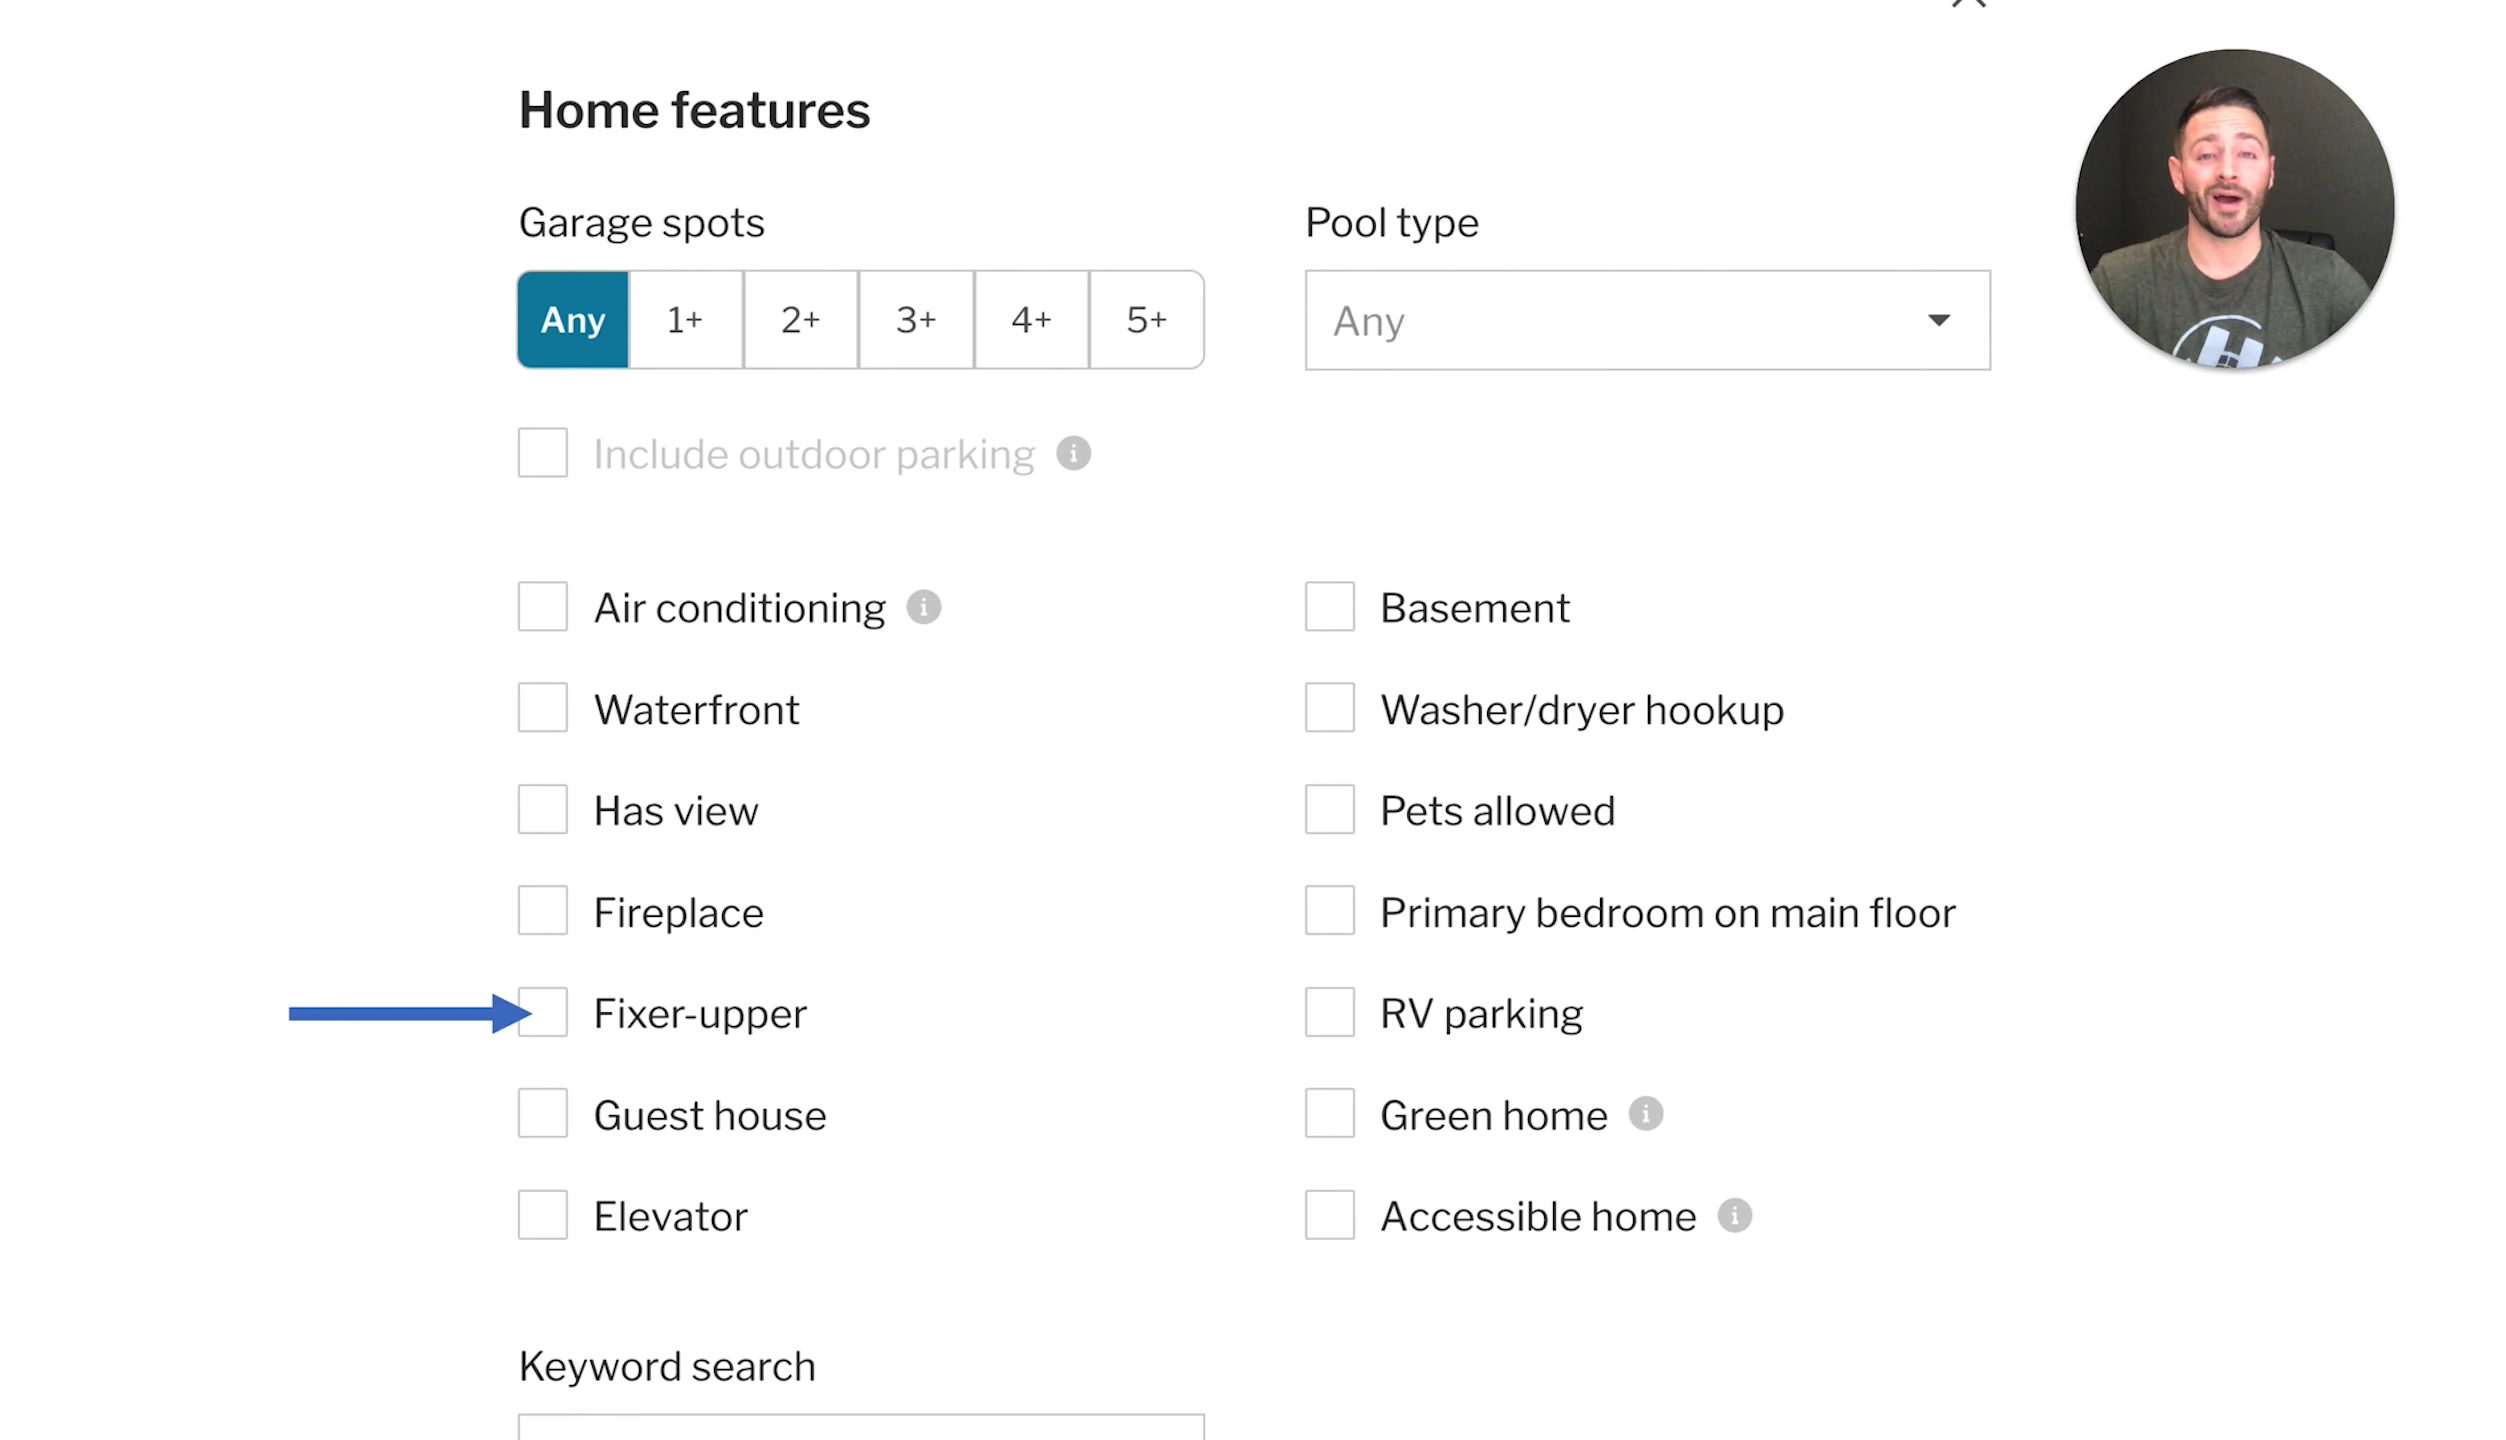 Home features
Garage spots
Pool type
Any 1+ 2+ 3+ 4+ 5+
Any
Include outdoor parking
Air conditioning
Basement
Waterfront
Washer/dryer hookup
Has view
Pets allowed
Fireplace
Primary bedroom on main floor
Fixer-upper
RV parking
Guest house
Green home
Elevator
Accessible home
Keyword search